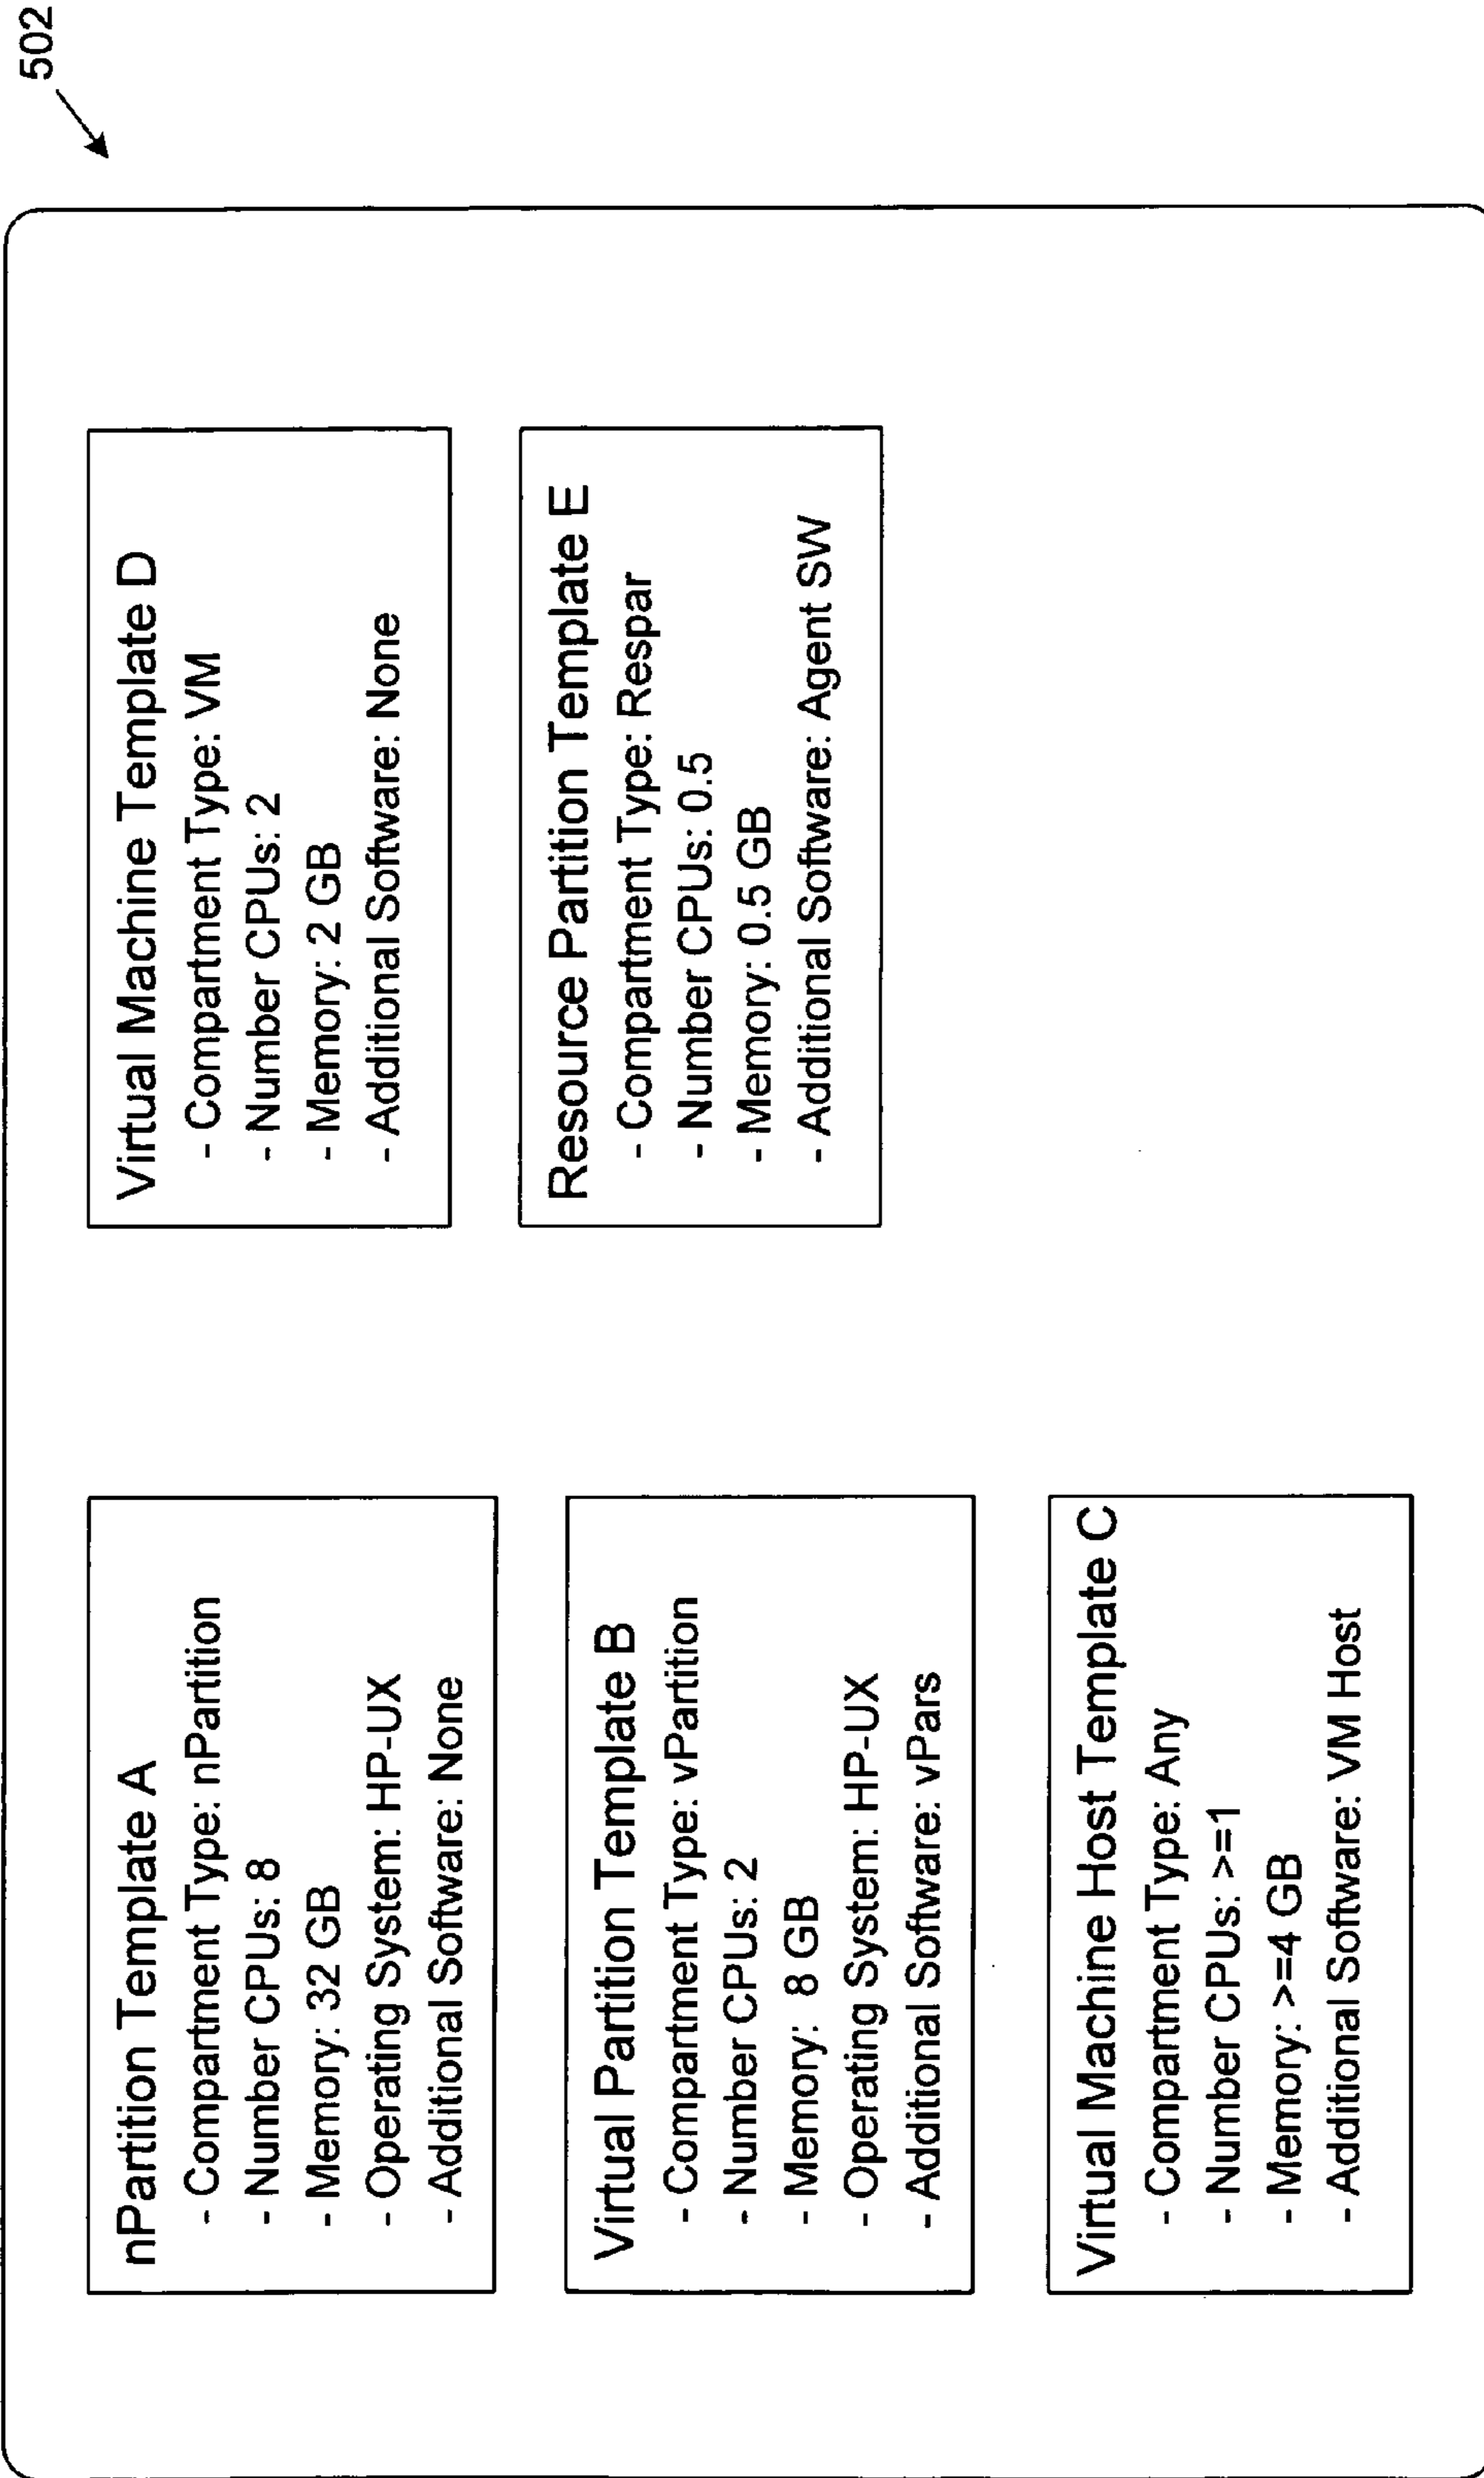 502
nPartition Template A
- Compartment Type: nPartition
- Number CPUs: 8
- Memory: 32 GB
- Operating System: HP-UX
- Additional Software: None
Virtual Partition Template B
- Compartment Type: vPartition
- Number CPUs: 2
- Memory: 8 GB
- Operating System: HP-UX
- Additional Software: vPars
Virtual Machine Host Template C
- Compartment Type: Any
- Number CPUs: >=1
- Memory: >=4 GB
- Additional Software: VM Host
Virtual Machine Template D
- Compartment Type: VM
- Number CPUs: 2
- Memory: 2 GB
- Additional Software: None
Resource Partition Template E
- Compartment Type: Respar
- Number CPUs: 0.5
- Memory: 0.5 GB
- Additional Software: Agent SW